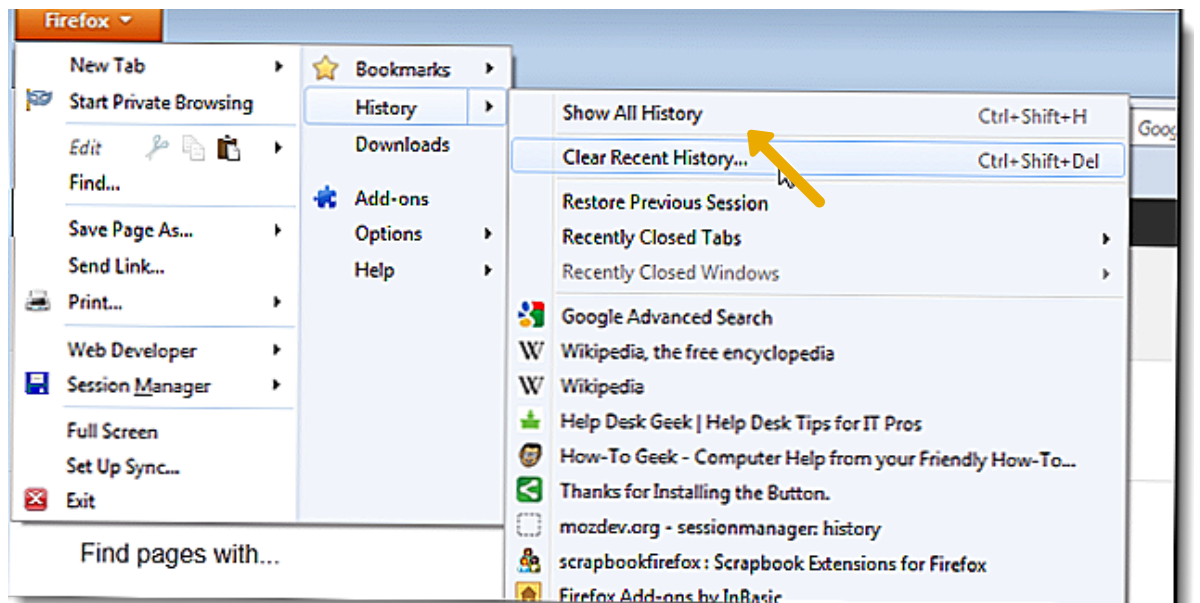 Firefox
New Tab
Start Private Browsing
Edit
Find...
Save Page As...
Send Link...
Print...
Web Developer
Session Manager
Full Screen
Set Up Sync...
Exit
Bookmarks
History
Downloads
Add-ons
Options
Help
Show All History Ctrl+Shift+H
Clear Recent History... Ctrl+Shift+Del
Restore Previous Session
Recently Closed Tabs
Recently Closed Windows
Google Advanced Search
W Wikipedia, the free encyclopedia
W Wikipedia
Help Desk Geek | Help Desk Tips for IT Pros
How-To Geek - Computer Help from your Friendly How-To...
Thanks for Installing the Button.
mozdev.org - sessionmanager: history
scrapbookfirefox : Scrapbook Extensions for Firefox
Firefox Add-ons by InBasic
Find pages with...